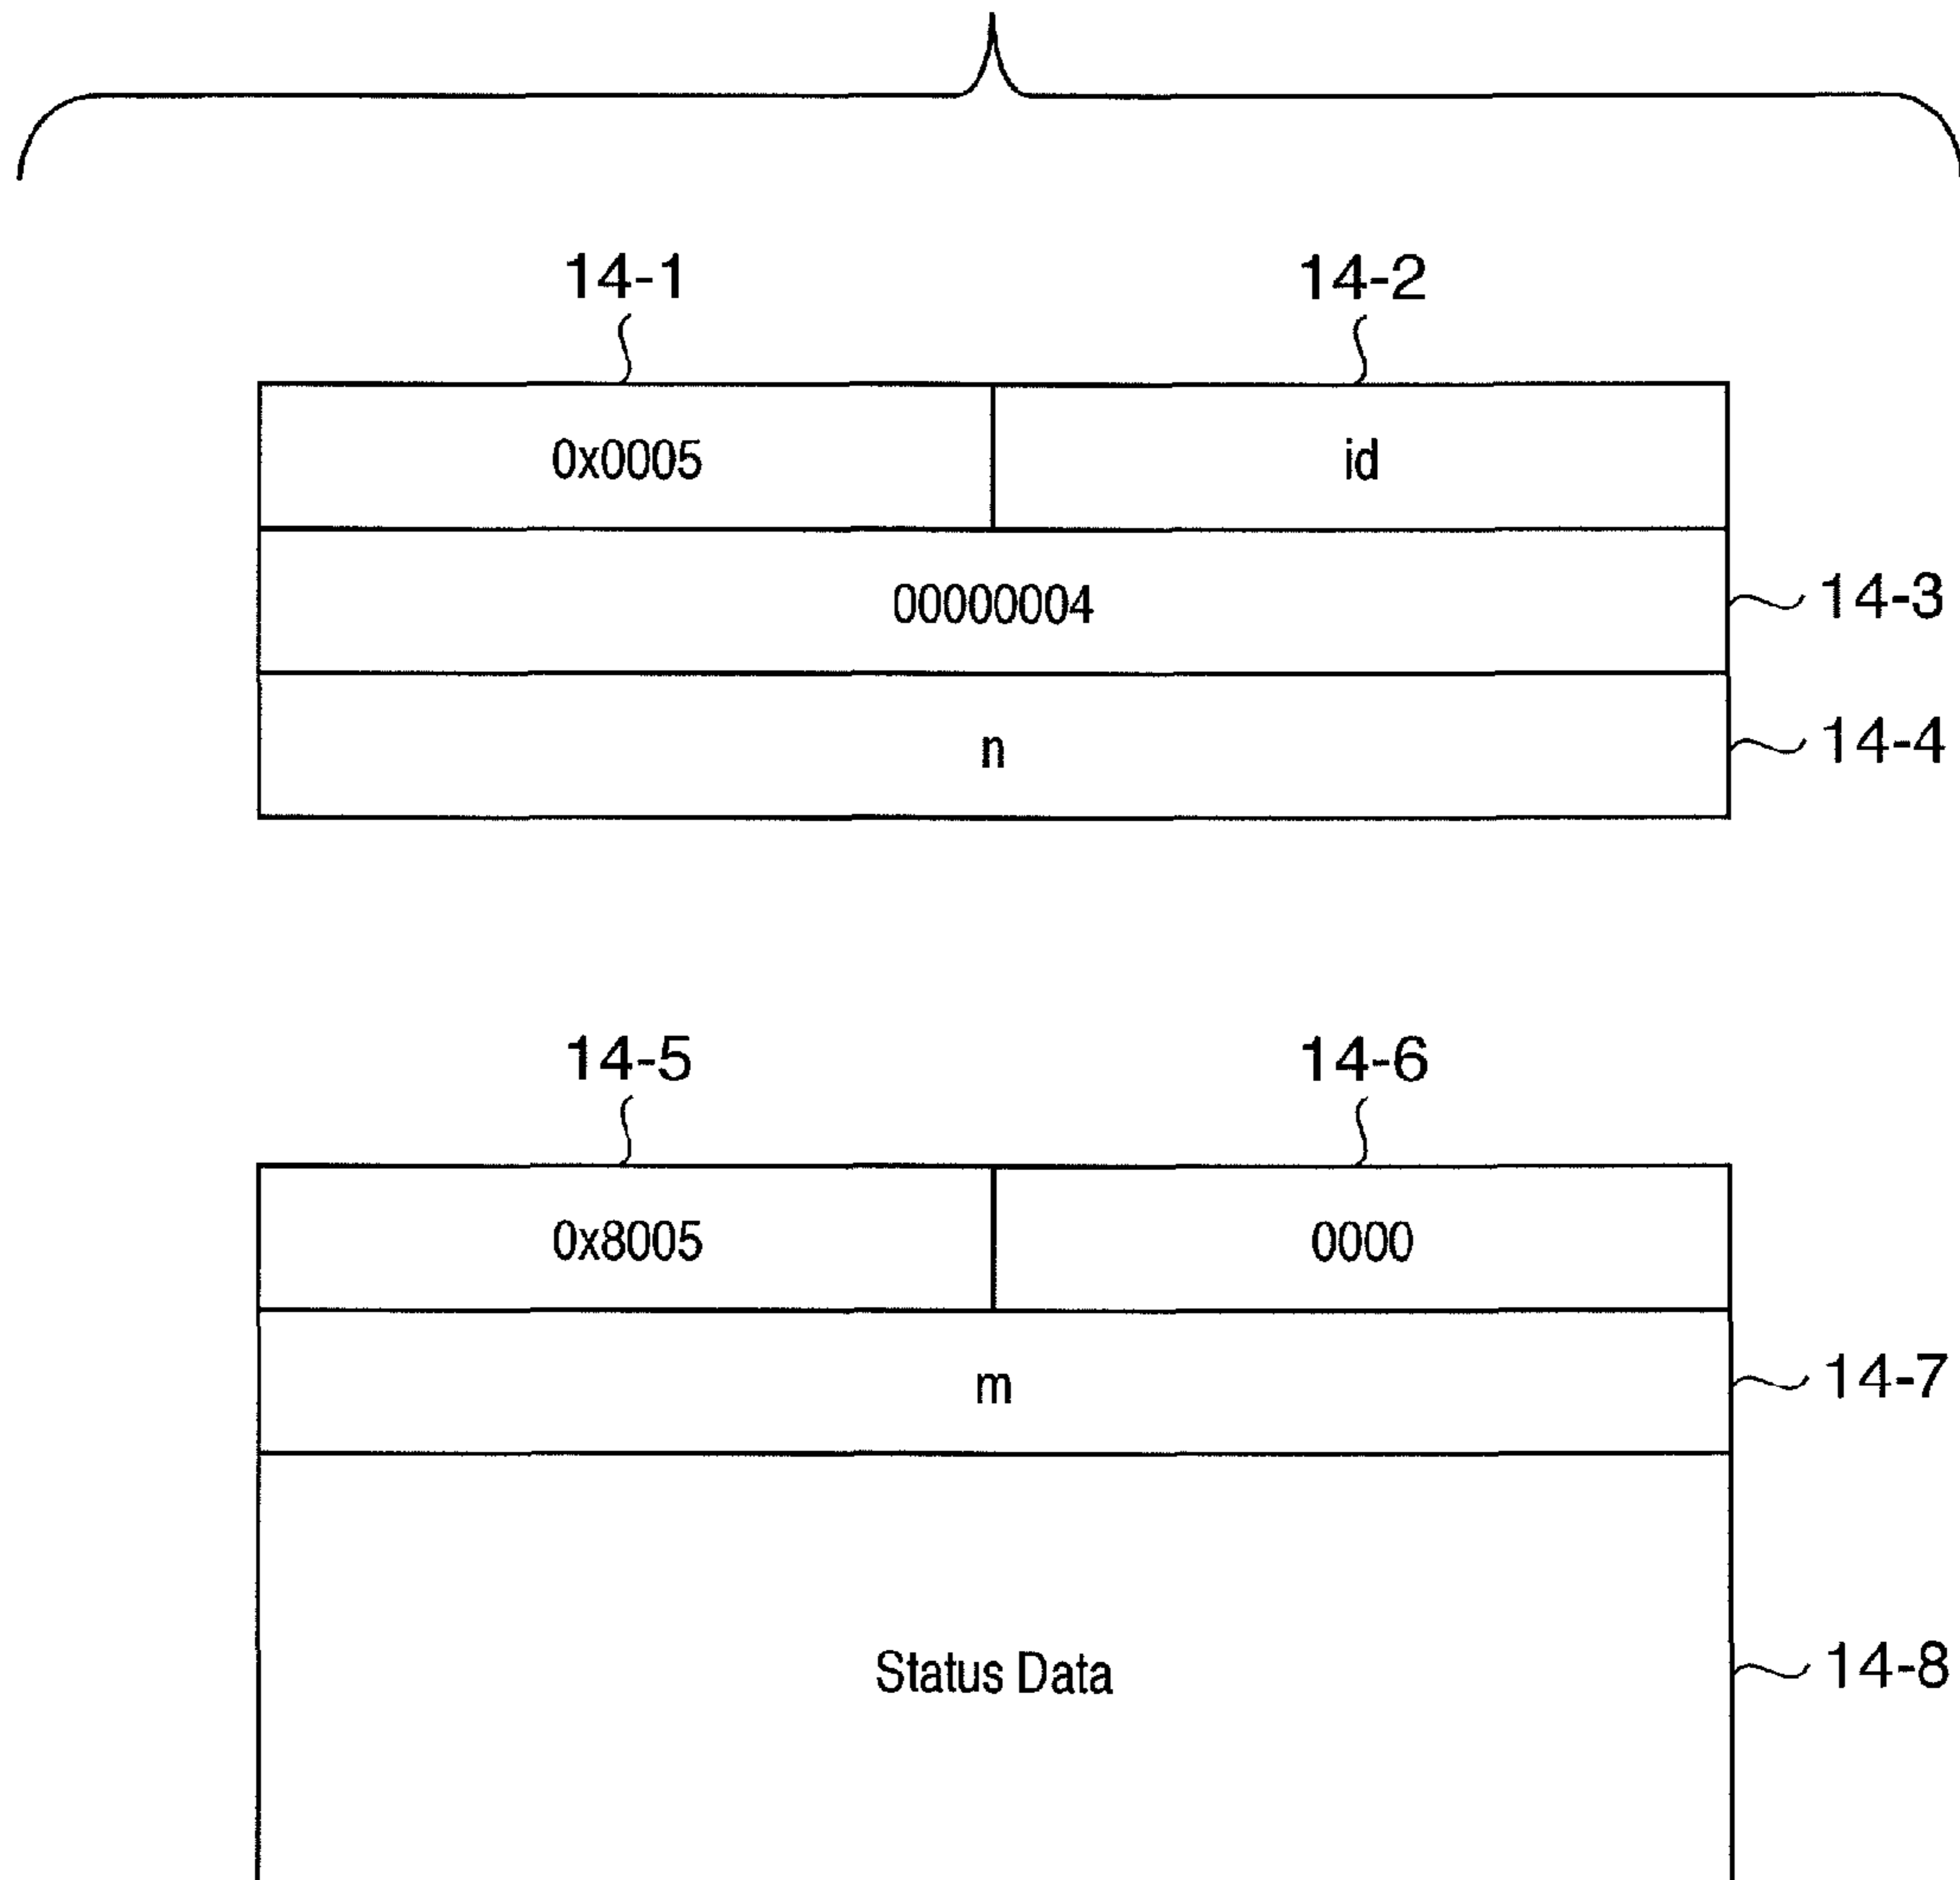 14-1 14-2
0x0005 id
00000004 14-3
n 14-4
14-5 14-6
0x8005 0000
m 14-7
Status Data 14-8